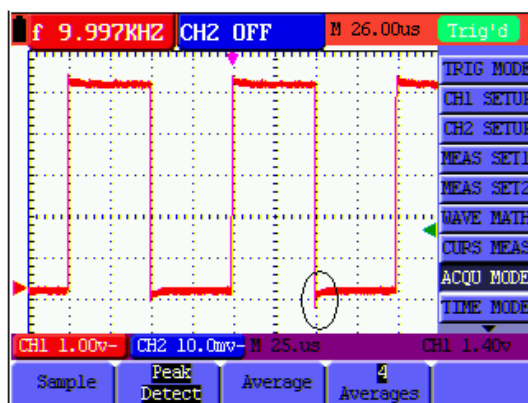 f 9.997KHZ CH2 OFF M 26.00us Trig'd
TRIG MODE
CH1 SETUP
CH2 SETUP
MEAS SET1
MEAS SET2
WAVE MATH
CURS MEAS
ACQU MODE
TIME MODE
CH1 1.00v- CH2 10.0mv- M 25.us CH1 1.40v
Sample Peak Detect Average 4 Averages